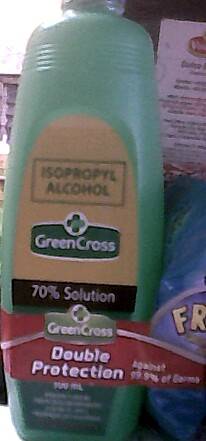 ISOPROPYL
ALCOHOL
GreenCross
70% Solution
GreenCross
Double
Protection
Against
99.9% of Germs
FR